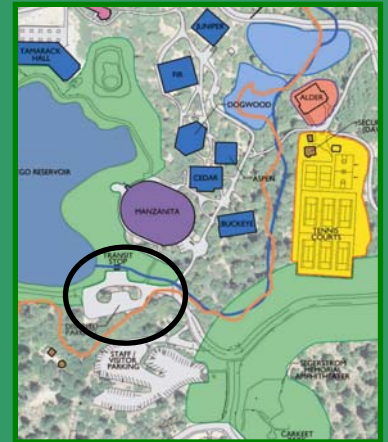 JUNIPER
TAMARACK
HALL
FIR
DOGWOOD
ALDER
ASPEN
GO RESERVOIR
CEDAR
MANZANITA
BUCKEYE
TENNIS
COURTS
TRANSIT
STOP
STAFF /
VISITOR
PARKING
SEGERSTROM
MEMORIAL
AMPHITHEATER